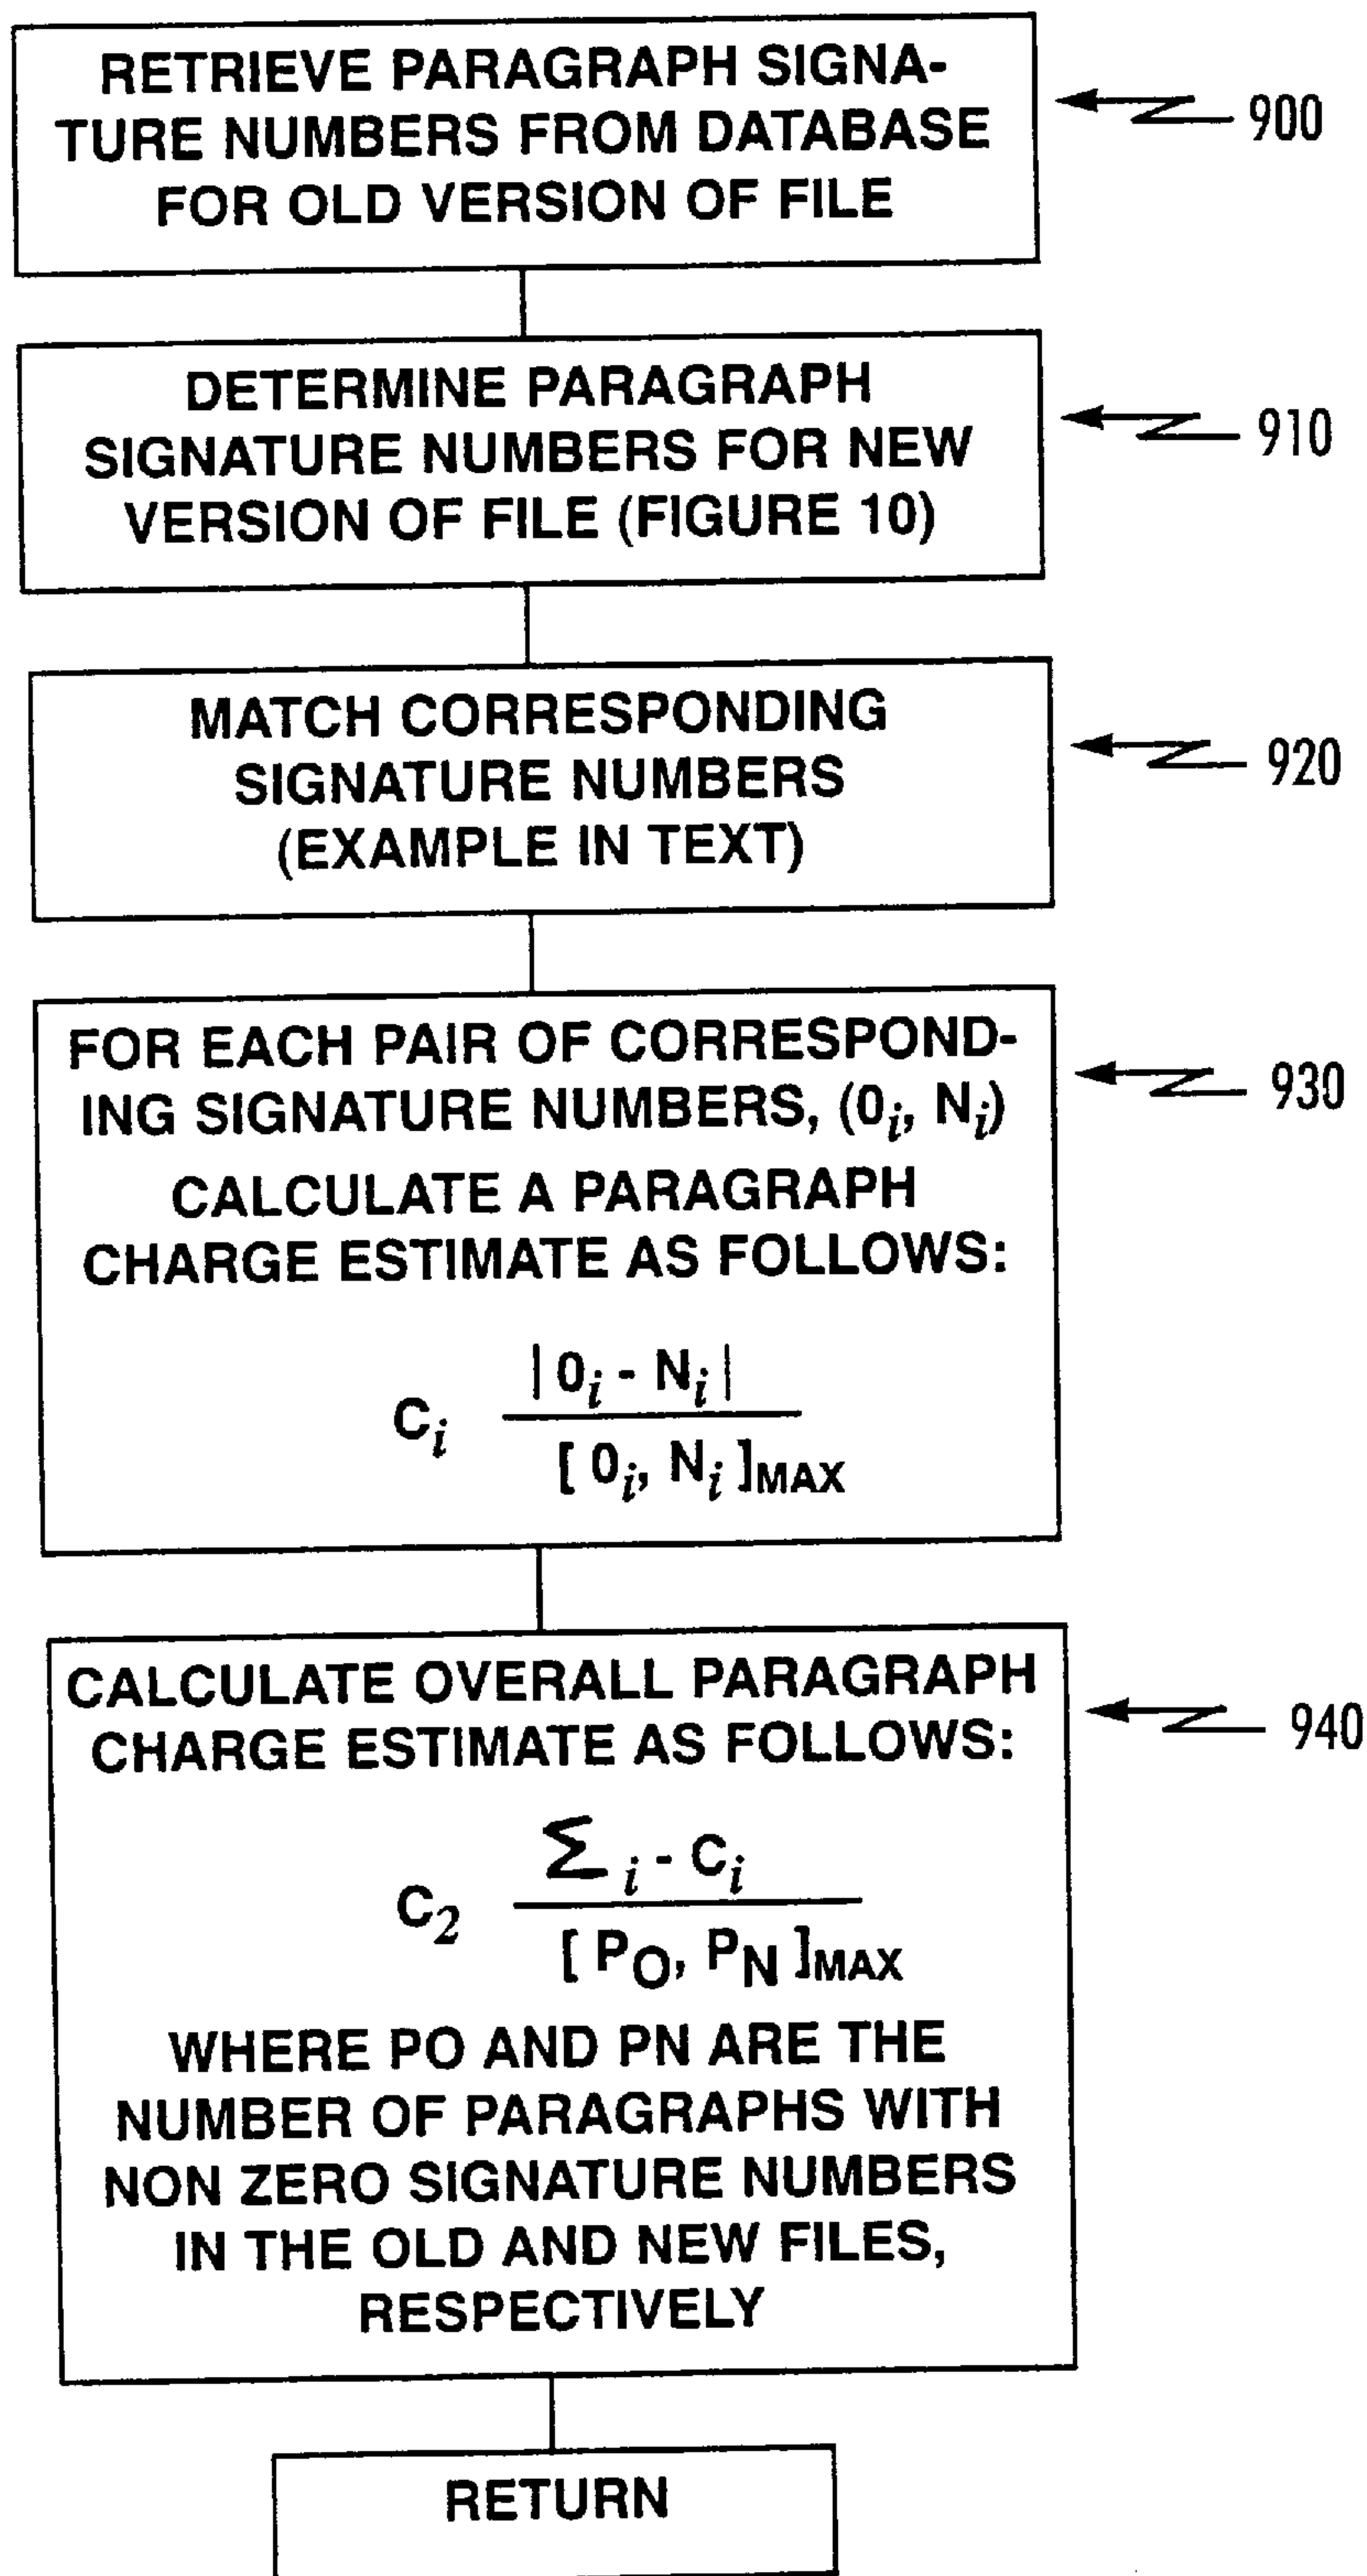 RETRIEVE PARAGRAPH SIGNA-
TURE NUMBERS FROM DATABASE
FOR OLD VERSION OF FILE
900
DETERMINE PARAGRAPH
SIGNATURE NUMBERS FOR NEW
VERSION OF FILE (FIGURE 10)
910
MATCH CORRESPONDING
SIGNATURE NUMBERS
(EXAMPLE IN TEXT)
920
FOR EACH PAIR OF CORRESPOND-
ING SIGNATURE NUMBERS, (0i, Ni)
CALCULATE A PARAGRAPH
CHARGE ESTIMATE AS FOLLOWS:
930
| 0i - Ni |
Ci
[ 0i, Ni ]MAX
CALCULATE OVERALL PARAGRAPH
CHARGE ESTIMATE AS FOLLOWS:
940
Σ i - Ci
C2
[ PO, PN ]MAX
WHERE PO AND PN ARE THE
NUMBER OF PARAGRAPHS WITH
NON ZERO SIGNATURE NUMBERS
IN THE OLD AND NEW FILES,
RESPECTIVELY
RETURN